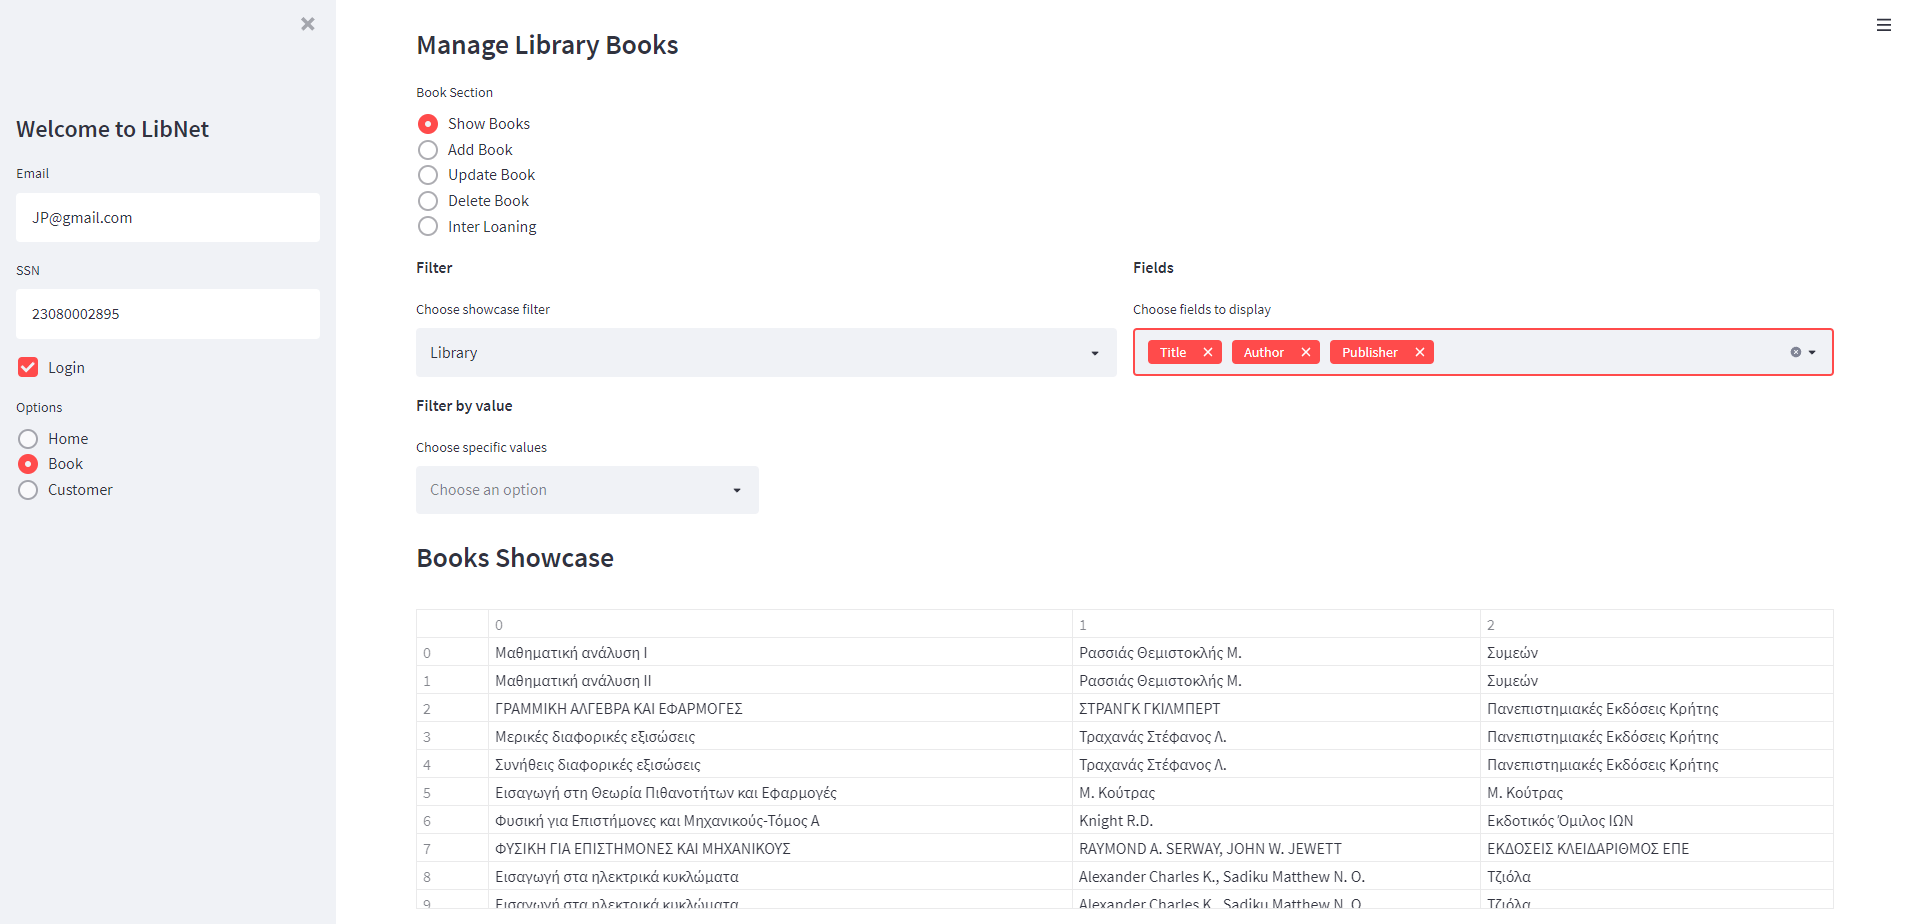 Welcome to LibNet
Email
JP@gmail.com
SSN
23080002895
Login
Options
Home
Book
Customer
Manage Library Books
Book Section
Show Books
Add Book
Update Book
Delete Book
Inter Loaning
Filter
Choose showcase filter
Library
Fields
Choose fields to display
Title Author Publisher
Filter by value
Choose specific values
Choose an option
Books Showcase
0 1 2
0 Μαθηματική ανάλυση Ι Ρασσιάς Θεμιστοκλής Μ. Συμεών
1 Μαθηματική ανάλυση ΙΙ Ρασσιάς Θεμιστοκλής Μ. Συμεών
2 ΓΡΑΜΜΙΚΗ ΑΛΓΕΒΡΑ ΚΑΙ ΕΦΑΡΜΟΓΕΣ ΣΤΡΑΝΓΚ ΓΚΙΛΜΠΕΡΤ Πανεπιστημιακές Εκδόσεις Κρήτης
3 Μερικές διαφορικές εξισώσεις Τραχανάς Στέφανος Λ. Πανεπιστημιακές Εκδόσεις Κρήτης
4 Συνήθεις διαφορικές εξισώσεις Τραχανάς Στέφανος Λ. Πανεπιστημιακές Εκδόσεις Κρήτης
5 Εισαγωγή στη Θεωρία Πιθανοτήτων και Εφαρμογές Μ. Κούτρας Μ. Κούτρας
6 Φυσική για Επιστήμονες και Μηχανικούς-Τόμος Α Knight R.D. Εκδοτικός Όμιλος ΙΩΝ
7 ΦΥΣΙΚΗ ΓΙΑ ΕΠΙΣΤΗΜΟΝΕΣ ΚΑΙ ΜΗΧΑΝΙΚΟΥΣ RAYMOND A. SERWAY, JOHN W. JEWETT ΕΚΔΟΣΕΙΣ ΚΛΕΙΔΑΡΙΘΜΟΣ ΕΠΕ
8 Εισαγωγή στα ηλεκτρικά κυκλώματα Alexander Charles K., Sadiku Matthew N. O. Τζιόλα
9 Εισαγωγή στα ηλεκτρικά κυκλώματα Alexander Charles K., Sadiku Matthew N. O. Τζιόλα